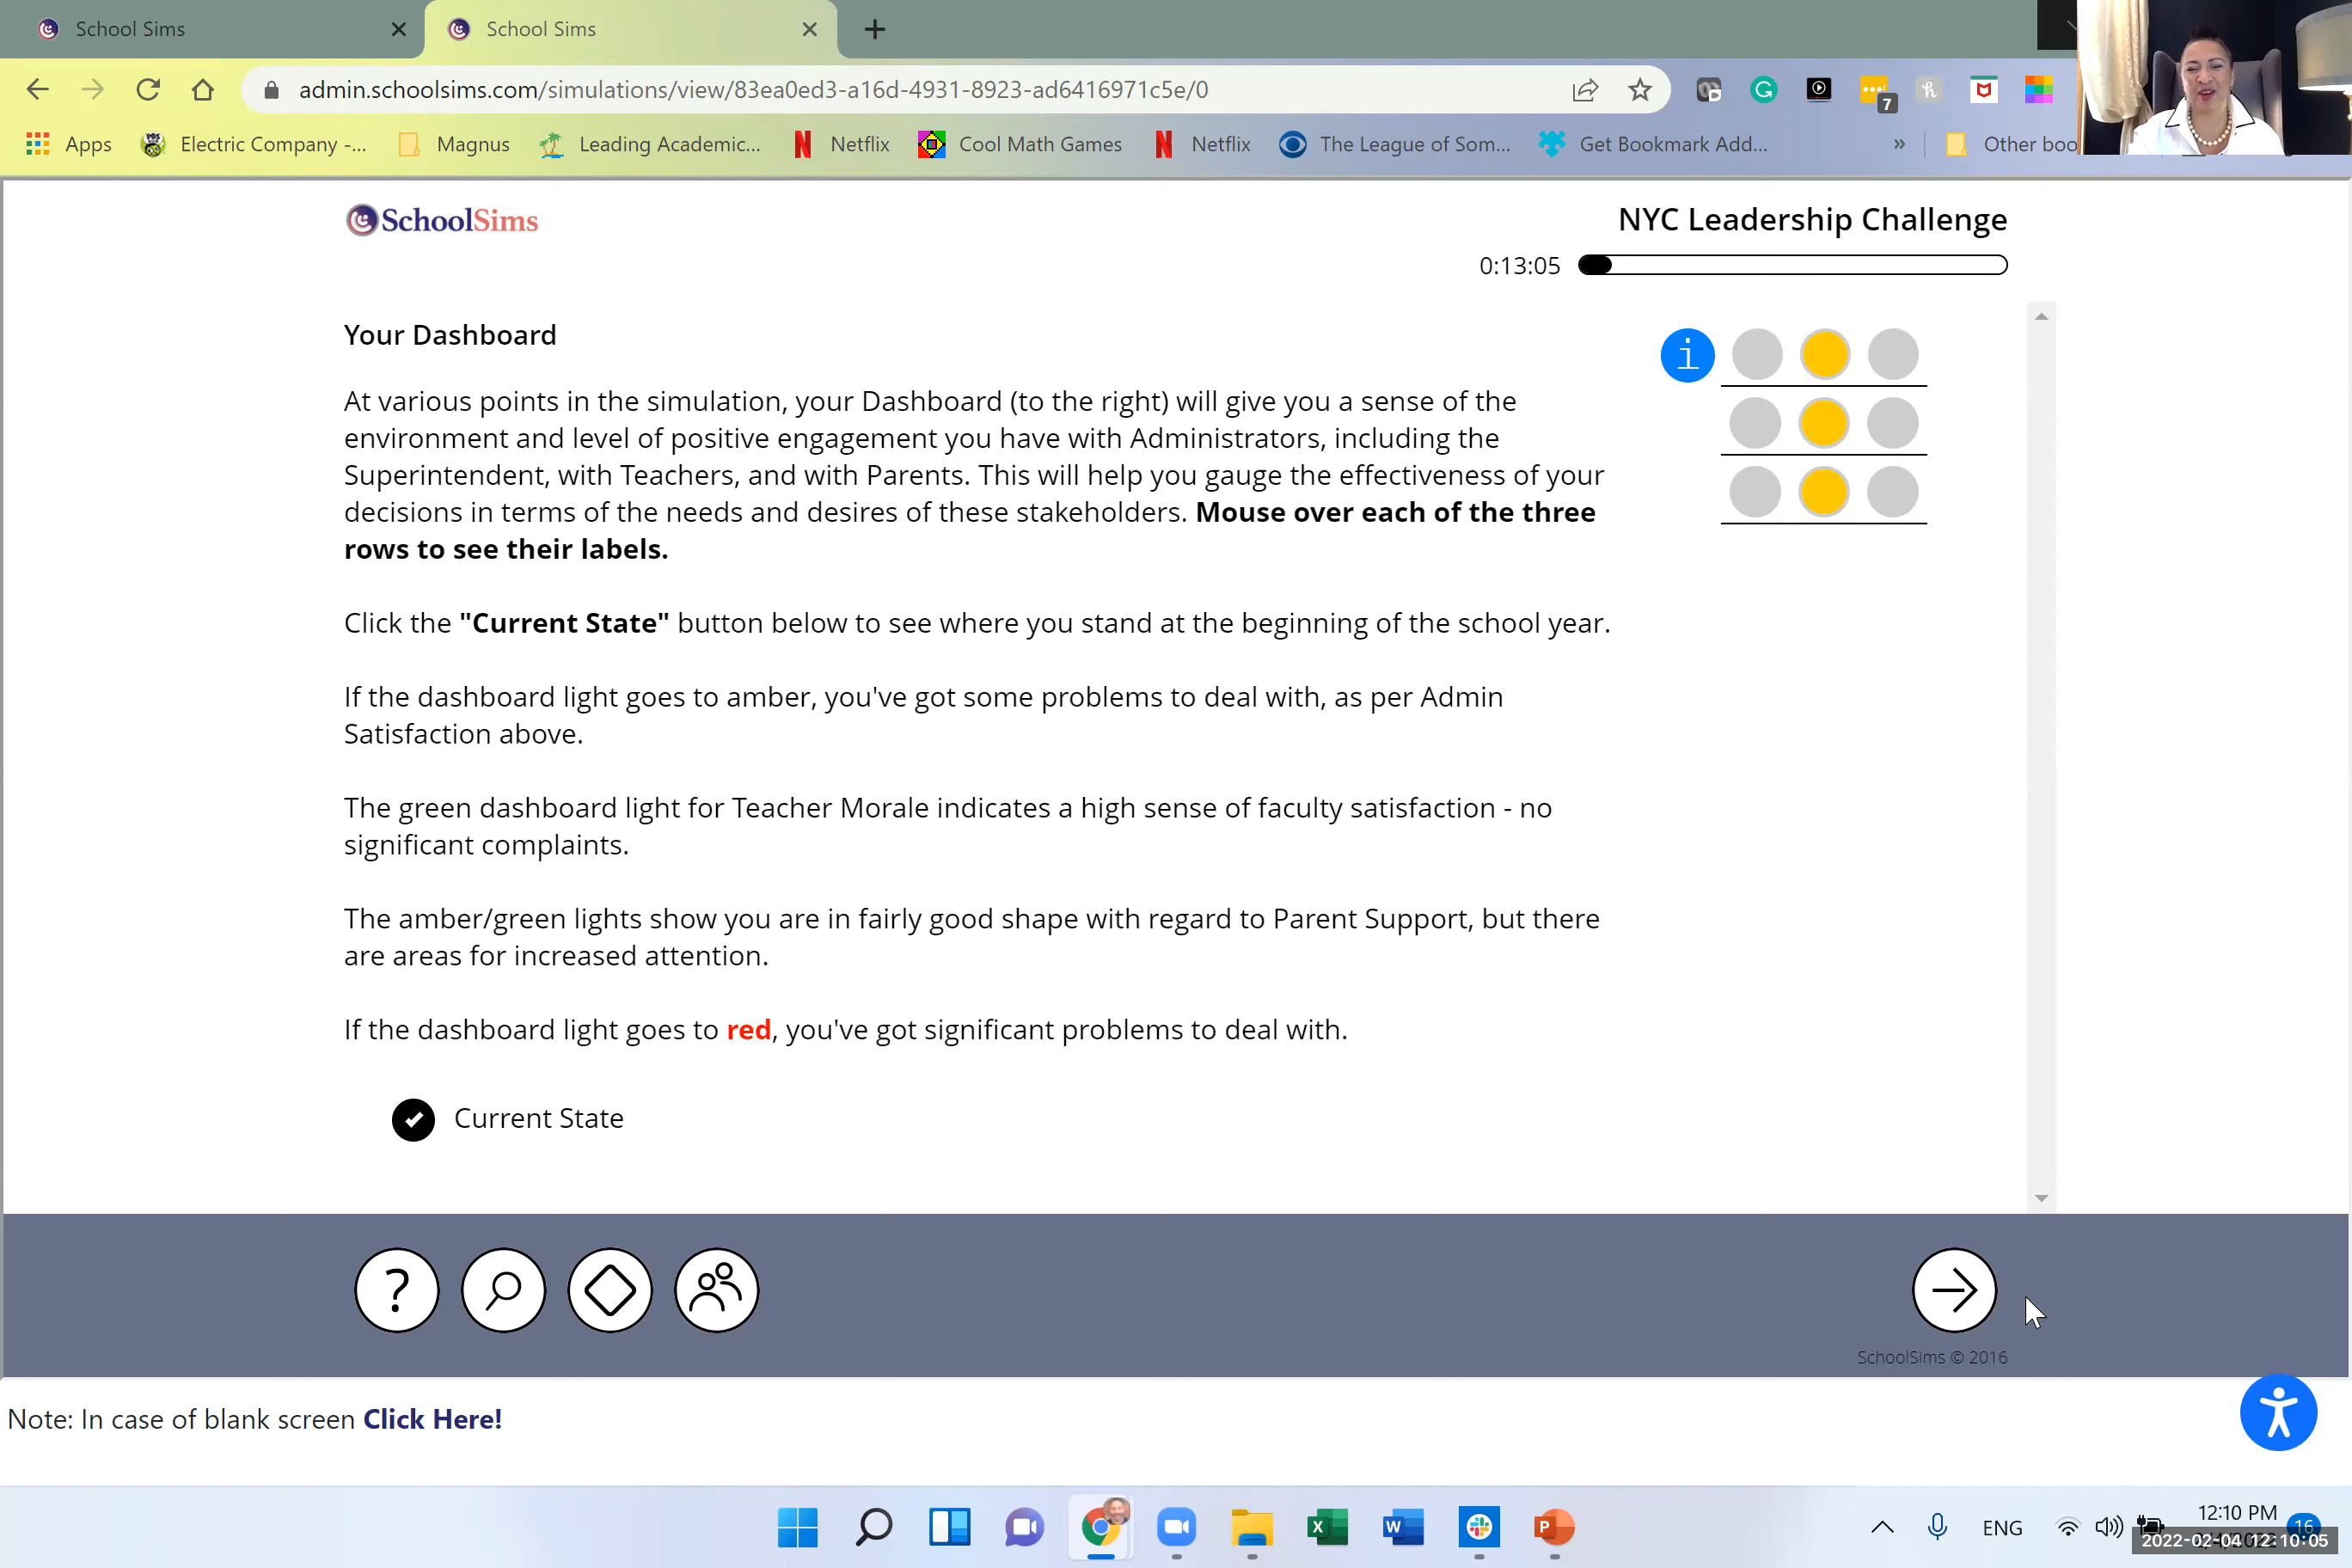 School Sims
School Sims
admin.schoolsims.com/simulations/view/83ea0ed3-a16d-4931-8923-ad6416971c5e/0
7
Apps
Electric Company -...
Magnus
Leading Academic...
Netflix
Cool Math Games
Netflix
The League of Som...
Get Bookmark Add...
»
Other boo
SchoolSims
NYC Leadership Challenge
0:13:05
Your Dashboard
i
At various points in the simulation, your Dashboard (to the right) will give you a sense of the
environment and level of positive engagement you have with Administrators, including the
Superintendent, with Teachers, and with Parents. This will help you gauge the effectiveness of your
decisions in terms of the needs and desires of these stakeholders. Mouse over each of the three
rows to see their labels.
Click the "Current State" button below to see where you stand at the beginning of the school year.
If the dashboard light goes to amber, you've got some problems to deal with, as per Admin
Satisfaction above.
The green dashboard light for Teacher Morale indicates a high sense of faculty satisfaction - no
significant complaints.
The amber/green lights show you are in fairly good shape with regard to Parent Support, but there
are areas for increased attention.
If the dashboard light goes to red, you've got significant problems to deal with.
Current State
?
SchoolSims © 2016
Note: In case of blank screen Click Here!
ENG
12:10 PM
16
2022-02-04 12:10:05